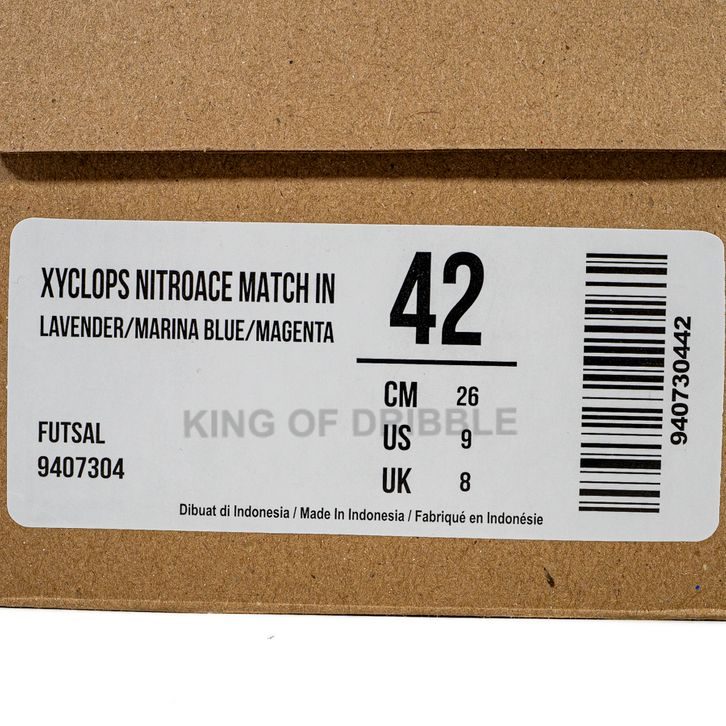 XYCLOPS NITROACE MATCH IN
LAVENDER/MARINA BLUE/MAGENTA
FUTSAL
9407304
42
CM 26
US 9
UK 8
KING OF DRIBBLE
Dibuat di Indonesia / Made In Indonesia / Fabriqué en Indonésie
940730442